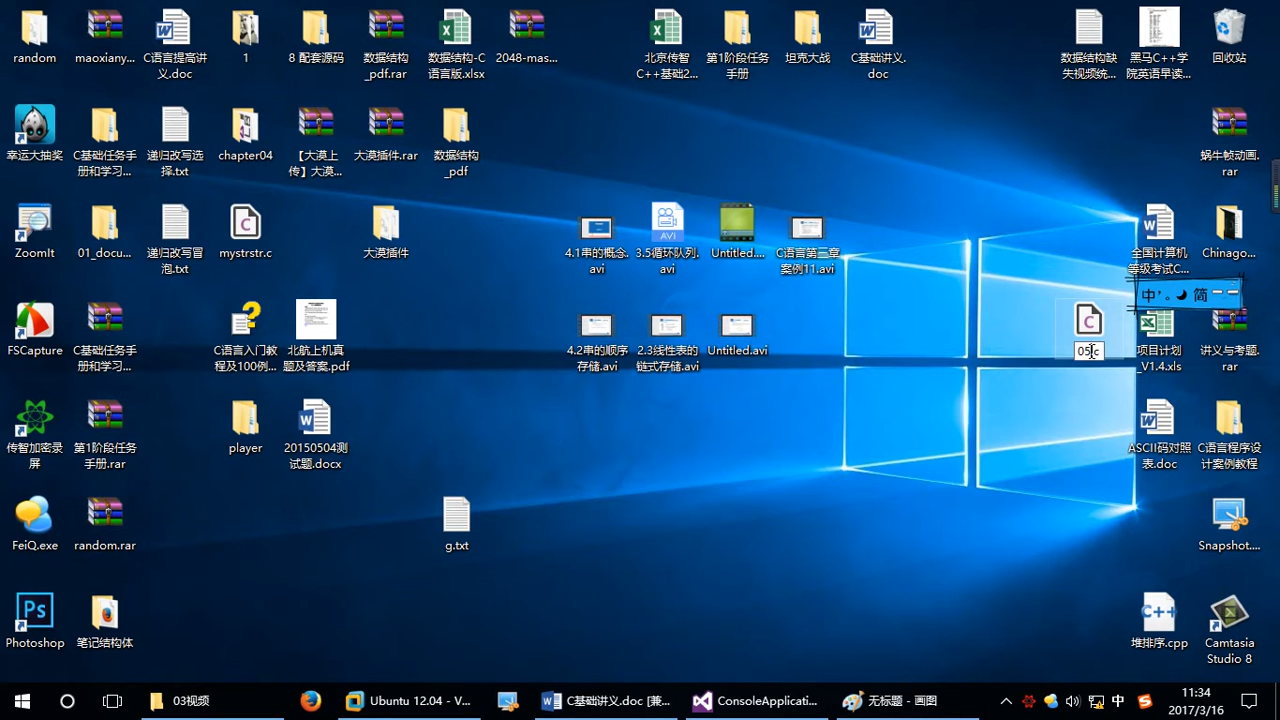 random
maoxiany...
C语言提高讲
义.doc
1
8 配套源码
数据结构
_pdf.rar
数据结构-C
语言版.xlsx
2048-mas...
北京传智
C++基础2...
第1阶段任务
手册
坦克大战
C基础讲义.
doc
数据结构缺
失视频统...
黑马C++学
院英语早读...
回收站
幸运大抽奖
C基础任务手
册和学习...
递归改写选
择.txt
chapter04
【大漠上
传】大漠...
大漠插件.rar
数据结构
_pdf
蜗牛帧动画.
rar
ZoomIt
01_docu...
递归改写冒
泡.txt
C
mystrstr.c
大漠插件
4.1串的概念.
avi
AVI
3.5循环队列.
avi
Untitled....
C语言第三章
案例11.avi
全国计算机
等级考试C...
Chinago...
中 ’。 简
FSCapture
C基础任务手
册和学习...
C语言入门教
程及100例...
北航上机真
题及答案.pdf
4.2串的顺序
存储.avi
2.3线性表的
链式存储.avi
Untitled.avi
C
05.c
项目计划
_V1.4.xls
讲义与考题.
rar
传智加密录
屏
第1阶段任务
手册.rar
player
20150504测
试题.docx
ASCII码对照
表.doc
C语言程序设
计案例教程
FeiQ.exe
random.rar
g.txt
Snapshot....
Ps
Photoshop
笔记结构体
C++
堆排序.cpp
Camtasia
Studio 8
03视频
Ubuntu 12.04 - V...
C基础讲义.doc [兼...
ConsoleApplicati...
无标题 - 画图
中
11:34
2017/3/16